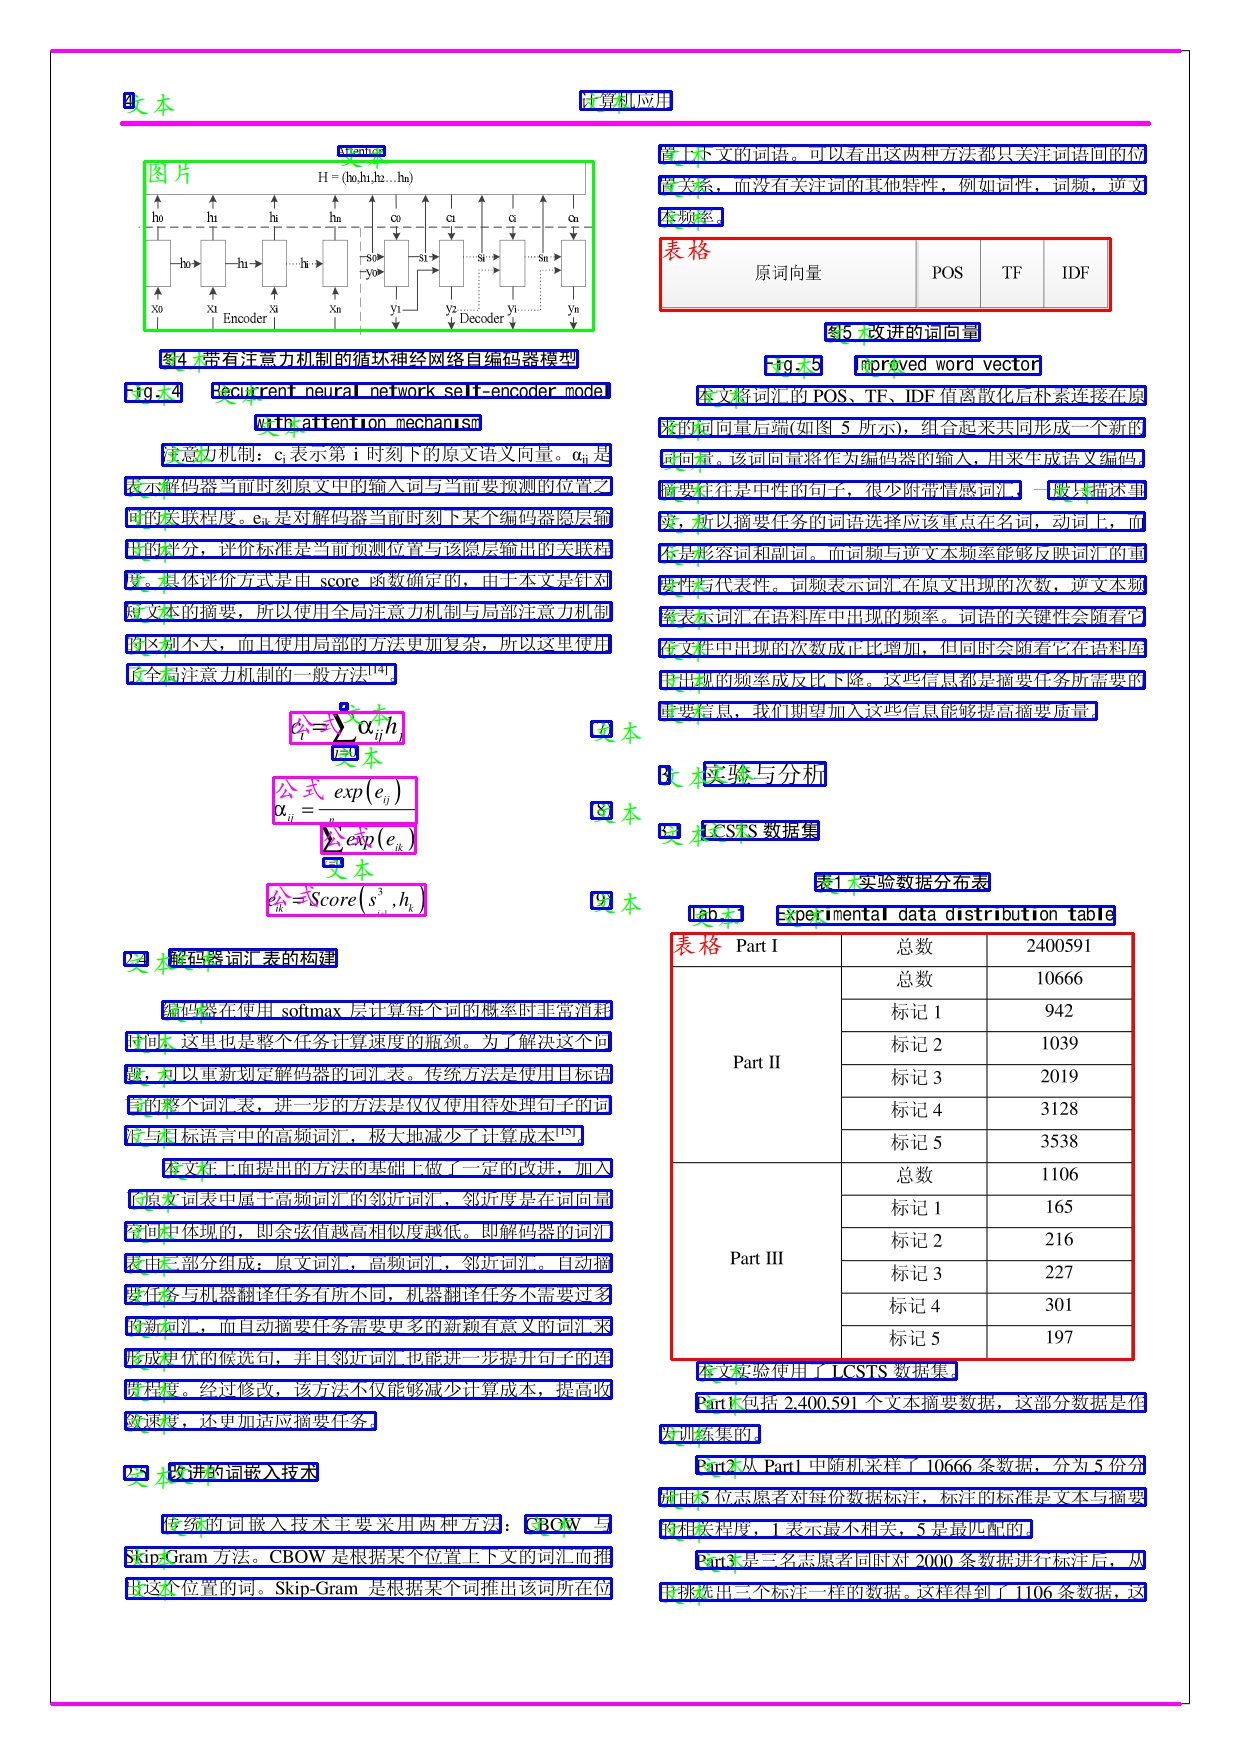 4
计算机应用
Attention
图片
H = (h0,h1,h2…hn)
h0 h1 hi hn c0 c1 ci cn
h0 h1 hi s0 s1 si sn
y0
x0 x1 xi xn y1 y2 yi yn
Encoder Decoder
图4 带有注意力机制的循环神经网络自编码器模型
Fig. 4 Recurrent neural network self-encoder model
with attention mechanism
注意力机制：ci 表示第 i 时刻下的原文语义向量。αij 是
表示解码器当前时刻原文中的输入词与当前要预测的位置之
间的关联程度。eik 是对解码器当前时刻下某个编码器隐层输
出的评分，评价标准是当前预测位置与该隐层输出的关联程
度。具体评价方式是由 score 函数确定的，由于本文是针对
短文本的摘要，所以使用全局注意力机制与局部注意力机制
的区别不大，而且使用局部的方法更加复杂，所以这里使用
了全局注意力机制的一般方法[14]。
公式
ci = ∑ αij hj
i=0
公式
αij = exp(eij)
n
∑ exp(eik)
8
公式
eik = Score(s³i-1, hk)
9
2.4 解码器词汇表的构建
编码器在使用 softmax 层计算每个词的概率时非常消耗
时间，这里也是整个任务计算速度的瓶颈。为了解决这个问
题，可以重新划定解码器的词汇表。传统方法是使用目标语
言的整个词汇表，进一步的方法是仅仅使用待处理句子的词
汇与目标语言中的高频词汇，极大地减少了计算成本[15]。
本文在上面提出的方法的基础上做了一定的改进，加入
了原文词表中属于高频词汇的邻近词汇，邻近度是在词向量
空间中体现的，即余弦值越高相似度越低。即解码器的词汇
表由三部分组成：原文词汇，高频词汇，邻近词汇。自动摘
要任务与机器翻译任务有所不同，机器翻译任务不需要过多
的新词汇，而自动摘要任务需要更多的新颖有意义的词汇来
形成更优的候选句，并且邻近词汇也能进一步提升句子的连
贯程度。经过修改，该方法不仅能够减少计算成本，提高收
敛速度，还更加适应摘要任务。
2.5 改进的词嵌入技术
传统的词嵌入技术主要采用两种方法：CBOW 与
Skip-Gram 方法。CBOW 是根据某个位置上下文的词汇而推
出这个位置的词。Skip-Gram 是根据某个词推出该词所在位
置上下文的词语。可以看出这两种方法都只关注词语间的位
置关系，而没有关注词的其他特性，例如词性，词频，逆文
本频率。
表格
原词向量 POS TF IDF
图5 改进的词向量
Fig. 5 Improved word vector
本文将词汇的 POS、TF、IDF 值离散化后朴素连接在原
来的词向量后端(如图 5 所示)，组合起来共同形成一个新的
词向量。该词向量将作为编码器的输入，用来生成语义编码。
摘要往往是中性的句子，很少附带情感词汇，一般只描述事
实，所以摘要任务的词语选择应该重点在名词，动词上，而
不是形容词和副词。而词频与逆文本频率能够反映词汇的重
要性与代表性。词频表示词汇在原文出现的次数，逆文本频
率表示词汇在语料库中出现的频率。词语的关键性会随着它
在文件中出现的次数成正比增加，但同时会随着它在语料库
中出现的频率成反比下降。这些信息都是摘要任务所需要的
重要信息，我们期望加入这些信息能够提高摘要质量。
3 实验与分析
3.1 LCSTS 数据集
表1 实验数据分布表
Tab. 1 Experimental data distribution table
表格
Part I 总数 2400591
Part II 总数 10666
标记 1 942
标记 2 1039
标记 3 2019
标记 4 3128
标记 5 3538
Part III 总数 1106
标记 1 165
标记 2 216
标记 3 227
标记 4 301
标记 5 197
本文实验使用了 LCSTS 数据集。
Part1 包括 2,400,591 个文本摘要数据，这部分数据是作
为训练集的。
Part2 从 Part1 中随机采样了 10666 条数据，分为 5 份分
别由 5 位志愿者对每份数据标注，标注的标准是文本与摘要
的相关程度，1 表示最不相关，5 是最匹配的。
Part3 是三名志愿者同时对 2000 条数据进行标注后，从
中挑选出三个标注一样的数据。这样得到了 1106 条数据，这